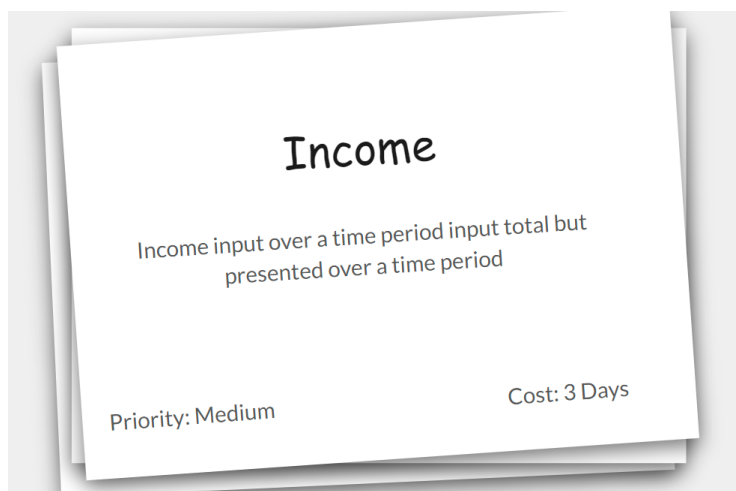 Income
Income input over a time period input total but
presented over a time period
Priority: Medium
Cost: 3 Days